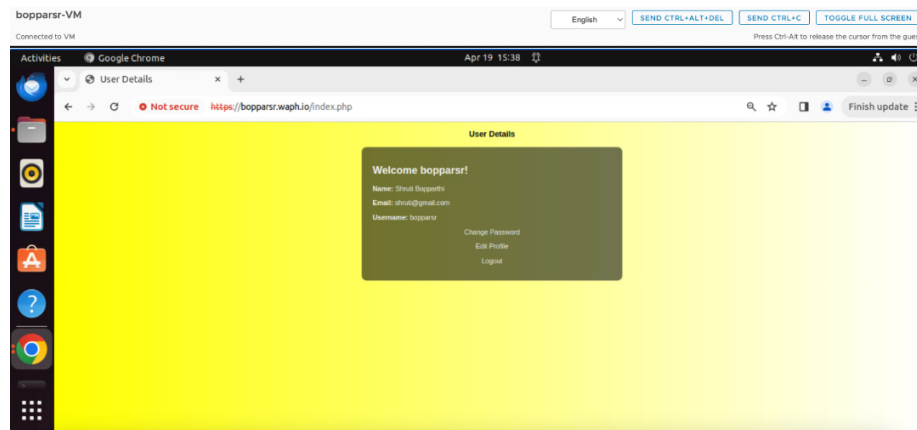 bopparsr-VM
English
SEND CTRL+ALT+DEL
SEND CTRL+C
TOGGLE FULL SCREEN
Connected to VM
Press Ctrl-Alt to release the cursor from the gues
Activities
Google Chrome
Apr 19 15:38
User Details
Not secure
https://bopparsr.waph.io/index.php
Finish update
User Details
Welcome bopparsr!
Name: Shruti Bopparthi
Email: shruti@gmail.com
Username: bopparsr
Change Password
Edit Profile
Logout